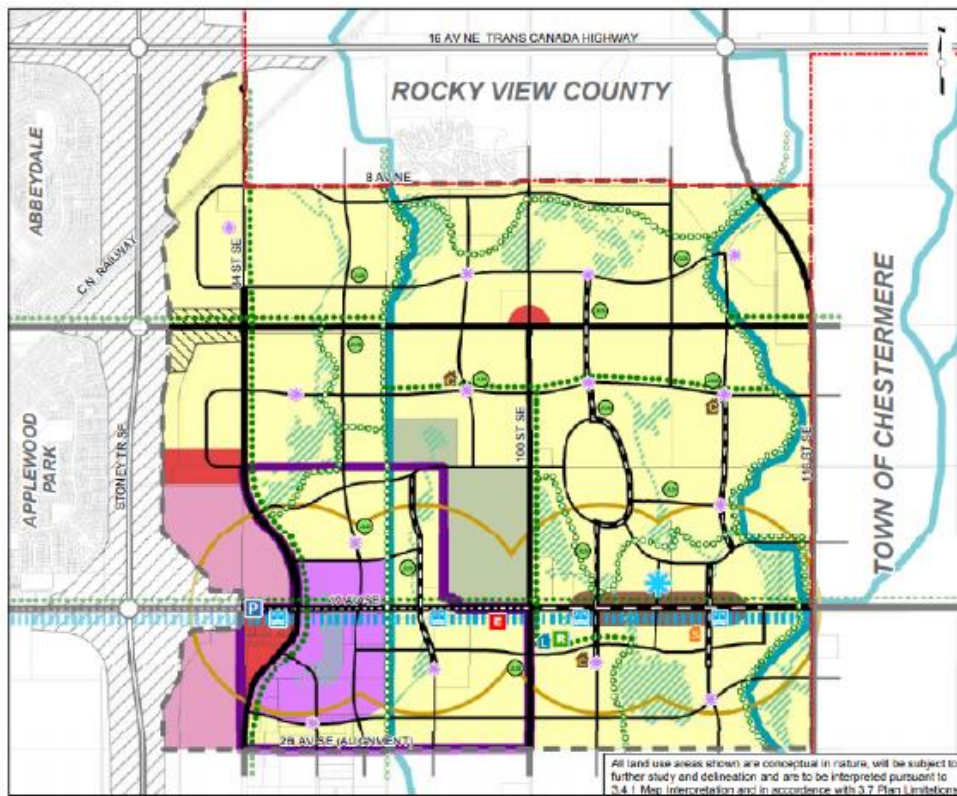 16 AV NE TRANS CANADA HIGHWAY
ROCKY VIEW COUNTY
ABBEYDALE
C.N. RAILWAY
8 AV NE
84 ST SE
100 ST SE
116 ST SE
TOWN OF CHESTERMERE
APPLEWOOD
PARK
STONEY TR SE
C
C
P
17 AV SE
E
L
R
S
C
26 AV SE (ALIGNMENT)
All land use areas shown are conceptual in nature, will be subject to
further study and delineation and are to be interpreted pursuant to
3.4.1 Map Interpretation and in accordance with 3.7 Plan Limitations